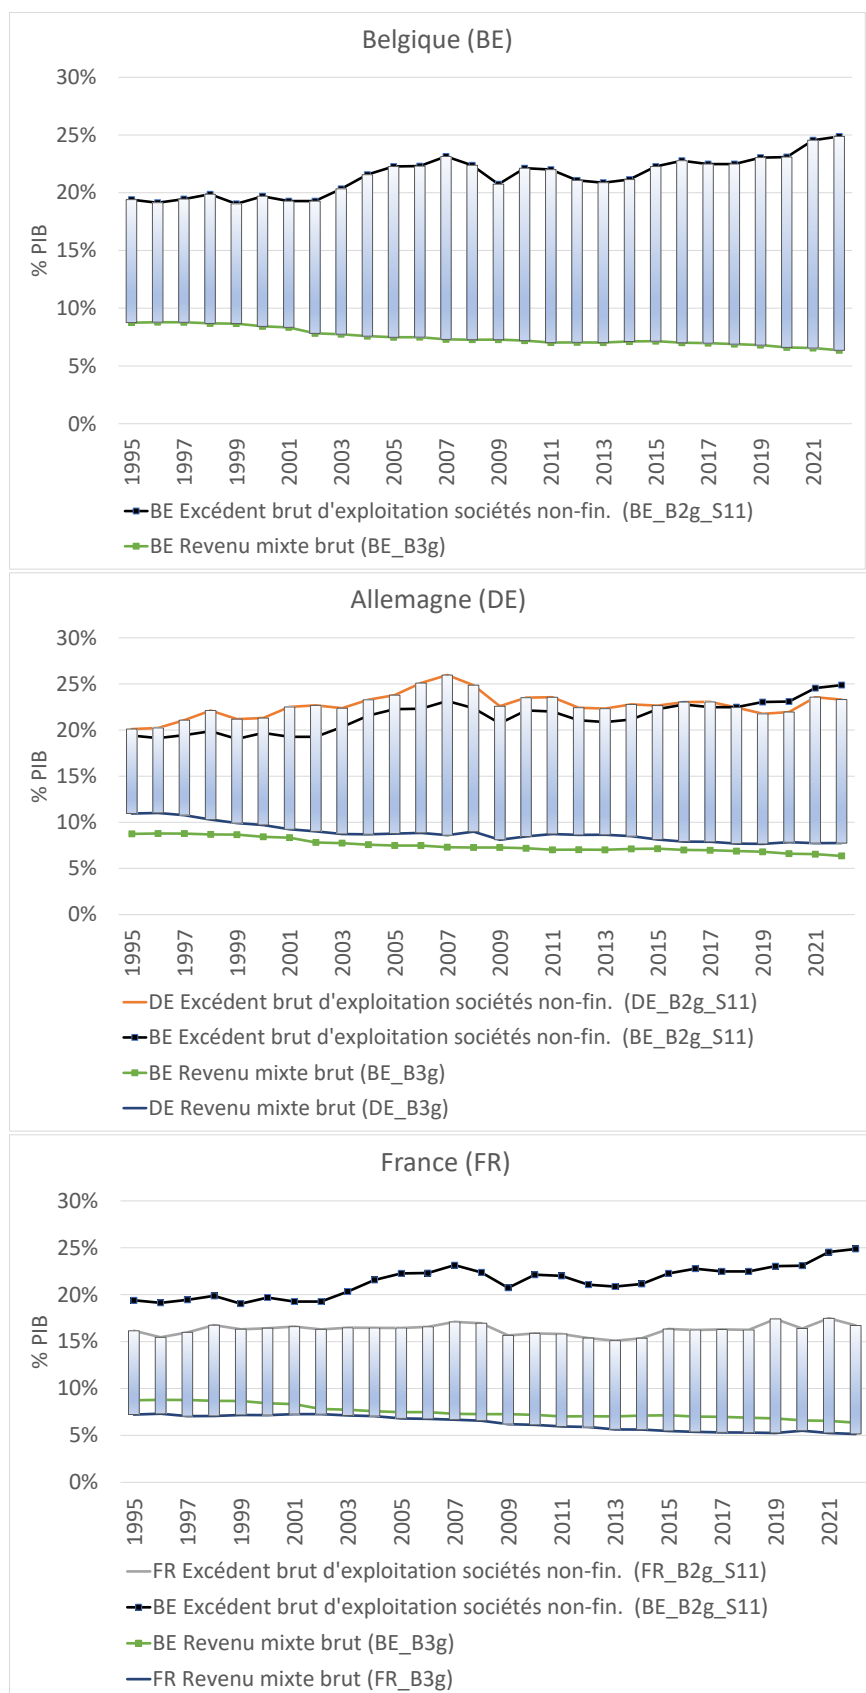 Belgique (BE)
30%
25%
20%
15%
10%
5%
0%
% PIB
1995 1997 1999 2001 2003 2005 2007 2009 2011 2013 2015 2017 2019 2021
BE Excédent brut d'exploitation sociétés non-fin. (BE_B2g_S11)
BE Revenu mixte brut (BE_B3g)
Allemagne (DE)
30%
25%
20%
15%
10%
5%
0%
% PIB
1995 1997 1999 2001 2003 2005 2007 2009 2011 2013 2015 2017 2019 2021
DE Excédent brut d'exploitation sociétés non-fin. (DE_B2g_S11)
BE Excédent brut d'exploitation sociétés non-fin. (BE_B2g_S11)
BE Revenu mixte brut (BE_B3g)
DE Revenu mixte brut (DE_B3g)
France (FR)
30%
25%
20%
15%
10%
5%
0%
% PIB
1995 1997 1999 2001 2003 2005 2007 2009 2011 2013 2015 2017 2019 2021
FR Excédent brut d'exploitation sociétés non-fin. (FR_B2g_S11)
BE Excédent brut d'exploitation sociétés non-fin. (BE_B2g_S11)
BE Revenu mixte brut (BE_B3g)
FR Revenu mixte brut (FR_B3g)